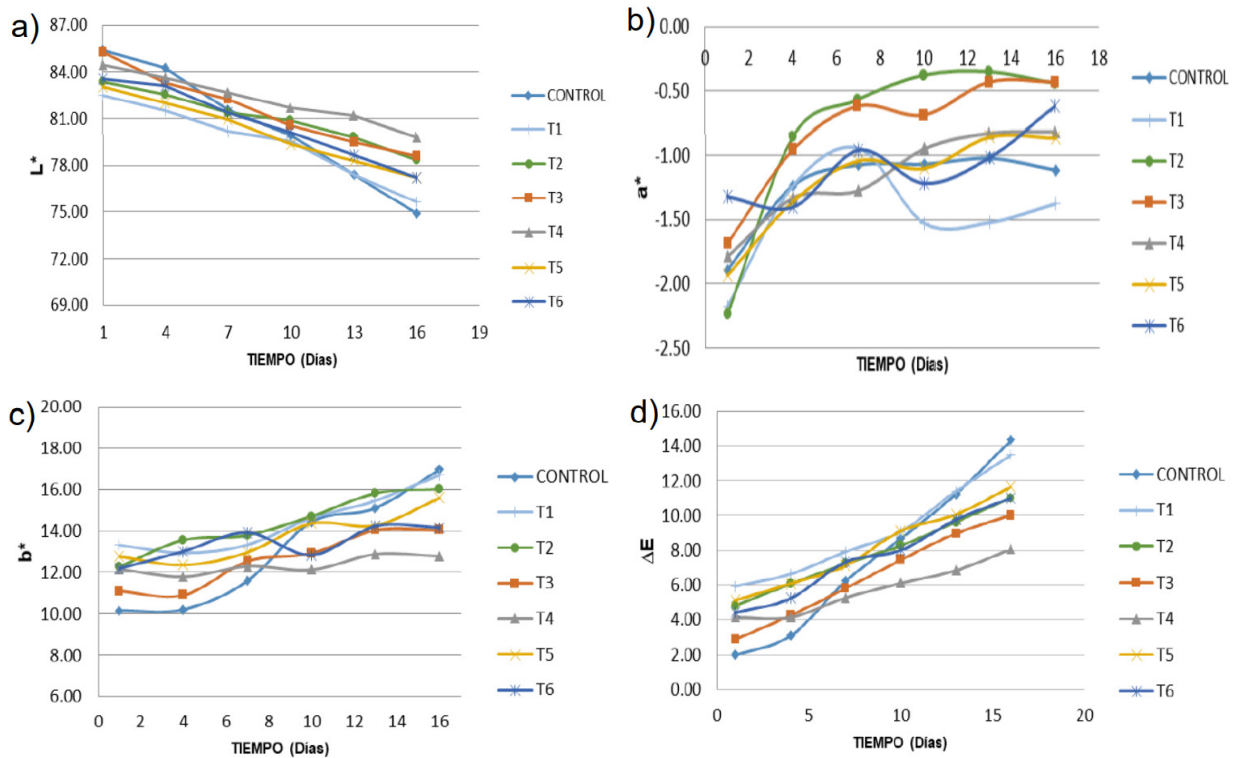 a)
87.00
84.00
81.00
78.00
75.00
72.00
69.00
L*
1 4 7 10 13 16 19
TIEMPO (Días)
CONTROL
T1
T2
T3
T4
T5
T6
b)
0.00
-0.50
-1.00
-1.50
-2.00
-2.50
a*
0 2 4 6 8 10 12 14 16 18
TIEMPO (Días)
CONTROL
T1
T2
T3
T4
T5
T6
c)
20.00
18.00
16.00
14.00
12.00
10.00
8.00
6.00
b*
0 2 4 6 8 10 12 14 16
TIEMPO (Días)
CONTROL
T1
T2
T3
T4
T5
T6
d)
16.00
14.00
12.00
10.00
8.00
6.00
4.00
2.00
0.00
ΔE
0 5 10 15 20
TIEMPO (Días)
CONTROL
T1
T2
T3
T4
T5
T6